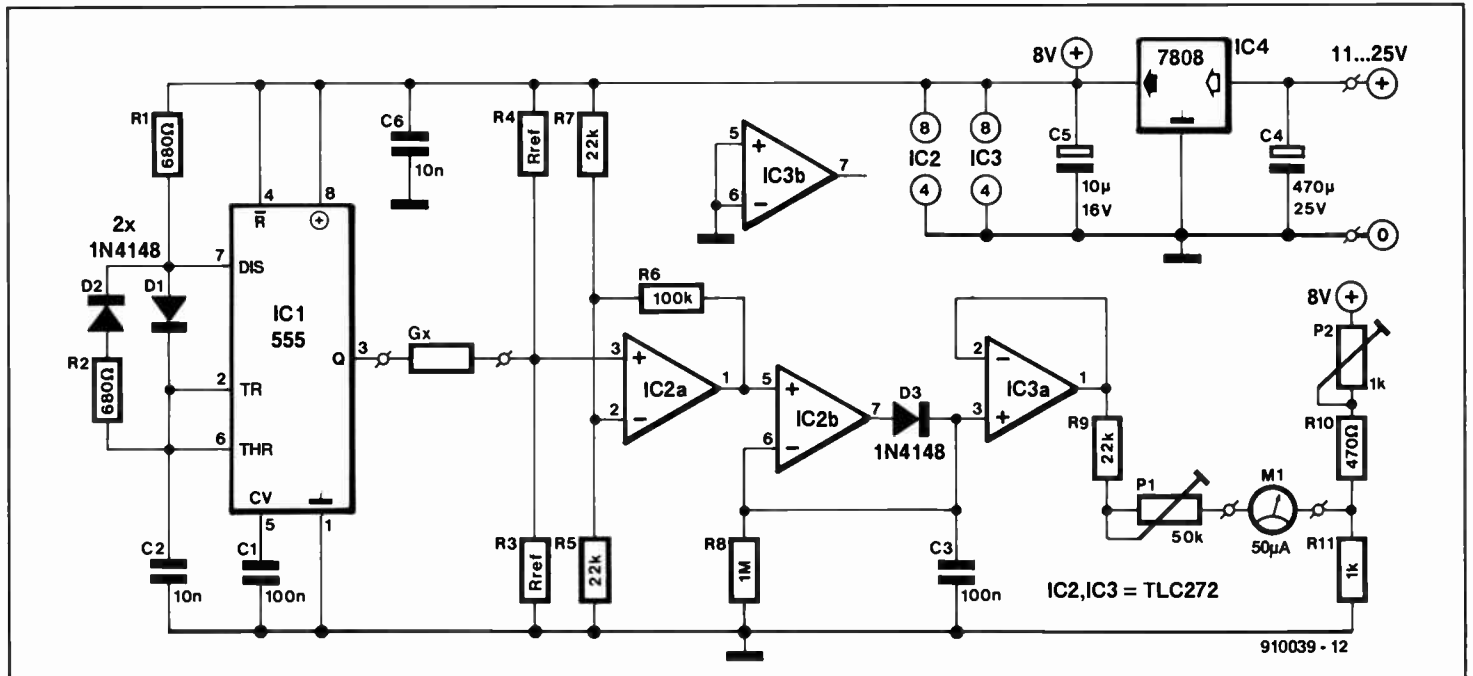 8V + 7808 IC4 11...25V +
R1 680Ω
C6 10n
R4 Rref
R7 22k
5 + 6 − IC3b 7
8 IC2 4
8 IC3 4
C5 10µ 16V
C4 470µ 25V
0
2x 1N4148
D2 D1
R2 680Ω
4 R̅ 8 +
7 DIS
IC1 555
2 TR
6 THR
CV 5 1
Q 3
Gx
R6 100k
3 + 2 − IC2a 1
5 + 6 − IC2b 7
D3 1N4148
2 − 3 + IC3a 1
8V +
P2 1k
R10 470Ω
R9 22k
P1 50k
M1 50µA
R11 1k
C2 10n
C1 100n
R3 Rref
R5 22k
R8 1M
C3 100n
IC2,IC3 = TLC272
910039 - 12